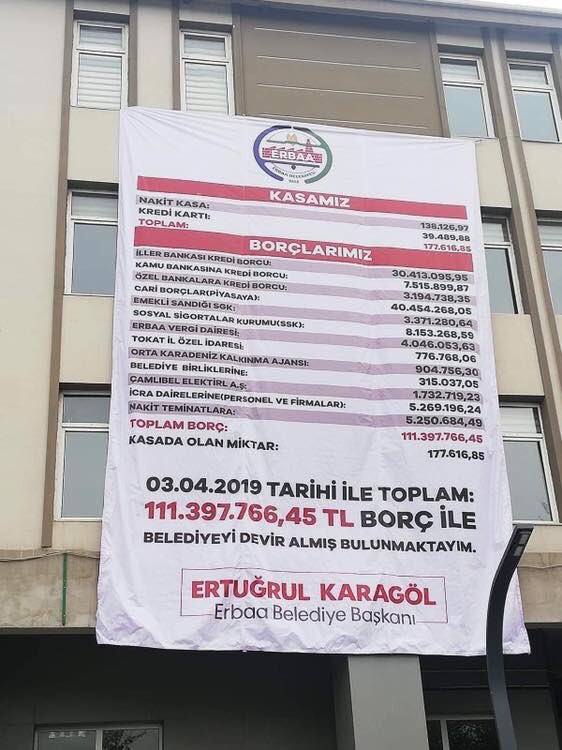 ERBAA
ERBAA BELEDİYESİ
KASAMIZ
NAKİT KASA: 138.126,97
KREDİ KARTI: 39.489,88
TOPLAM: 177.616,85
BORÇLARIMIZ
İLLER BANKASI KREDİ BORCU: 30.413.095,95
KAMU BANKASINA KREDİ BORCU: 7.515.899,87
ÖZEL BANKALARA KREDİ BORCU: 3.194.738,35
CARİ BORÇLAR(PİYASAYA): 40.454.268,05
EMEKLİ SANDIĞI SGK: 3.371.280,64
SOSYAL SİGORTALAR KURUMU(SSK): 8.153.268,59
ERBAA VERGİ DAİRESİ: 4.046.053,63
TOKAT İL ÖZEL İDARESİ: 776.768,06
ORTA KARADENİZ KALKINMA AJANSI: 904.756,30
BELEDİYE BİRLİKLERİNE: 315.037,05
ÇAMLIBEL ELEKTİRL A.Ş: 1.732.719,23
İCRA DAİRELERİNE(PERSONEL VE FİRMALAR): 5.269.196,24
NAKİT TEMİNATLARA: 5.250.684,49
TOPLAM BORÇ: 111.397.766,45
KASADA OLAN MİKTAR: 177.616,85
03.04.2019 TARİHİ İLE TOPLAM:
111.397.766,45 TL BORÇ İLE
BELEDİYEYİ DEVİR ALMIŞ BULUNMAKTAYIM.
ERTUĞRUL KARAGÖL
Erbaa Belediye Başkanı